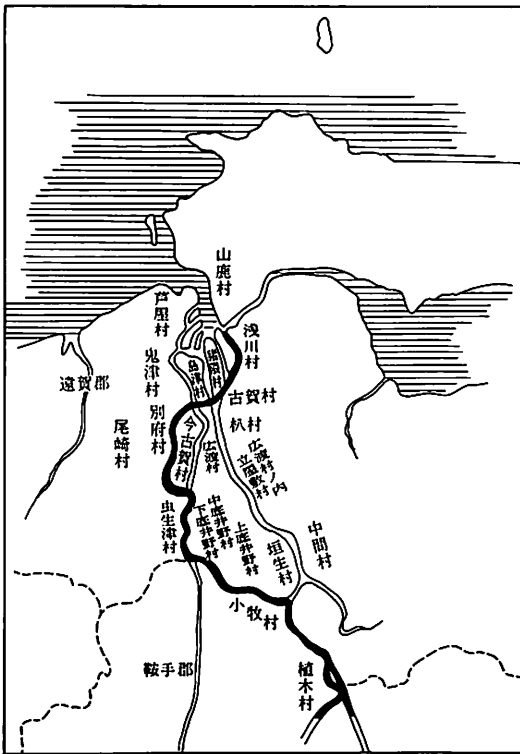 山鹿村
芦屋村
浅川村
島津村
猪熊村
鬼津村
古賀村
遠賀郡
別府村
今古賀村
広渡村
杁村
尾崎村
広渡村ノ内
立屋敷村
虫生津村
中底井野村
下底井野村
上底井野村
垣生村
中間村
小牧村
鞍手郡
植木村